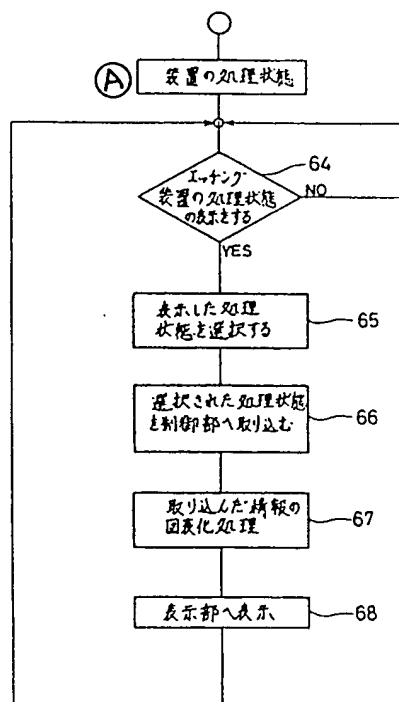 A
装置の処理状態
64
エッチング
装置の処理状態
の表示をする
NO
YES
表示した処理
状態を選択する
65
選択された処理状態
を制御部へ取り込む
66
取り込んだ情報の
図表化処理
67
表示部へ表示
68